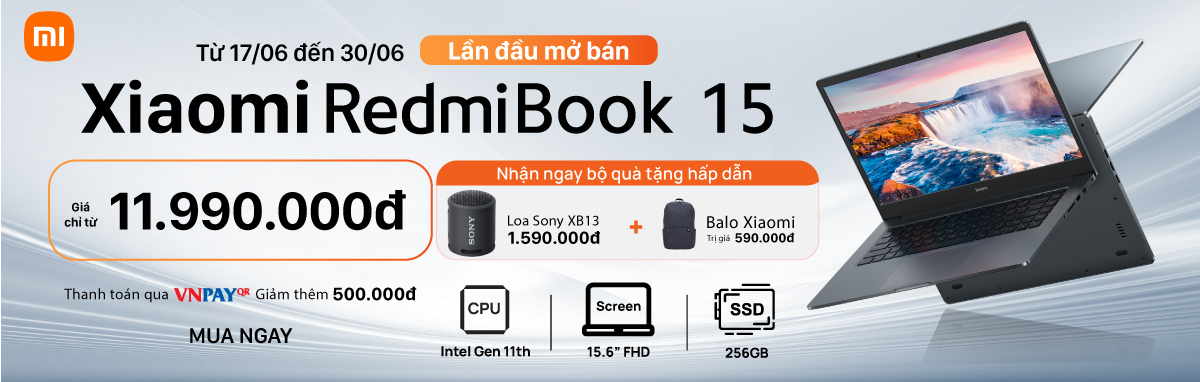 mi
Từ 17/06 đến 30/06
Lần đầu mở bán
Xiaomi RedmiBook 15
Giá chỉ từ
11.990.000đ
Nhận ngay bộ quà tặng hấp dẫn
SONY
Loa Sony XB13
1.590.000đ
+
Balo Xiaomi
Trị giá 590.000đ
Thanh toán qua VNPAYQR Giảm thêm 500.000đ
MUA NGAY
CPU
Intel Gen 11th
Screen
15.6” FHD
SSD
256GB